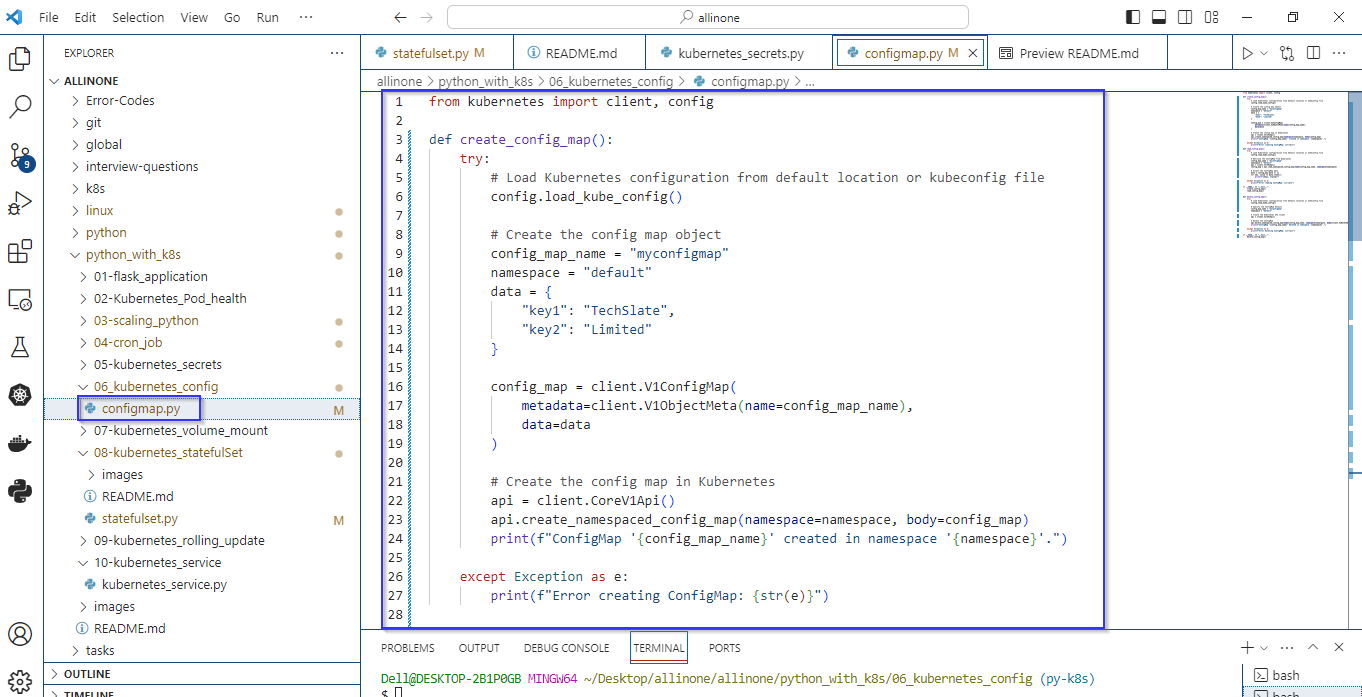 File Edit Selection View Go Run ···
allinone
EXPLORER
ALLINONE
Error-Codes
git
global
interview-questions
k8s
linux
python
python_with_k8s
01-flask_application
02-Kubernetes_Pod_health
03-scaling_python
04-cron_job
05-kubernetes_secrets
06_kubernetes_config
configmap.py M
07-kubernetes_volume_mount
08-kubernetes_statefulSet
images
README.md
statefulset.py M
09-kubernetes_rolling_update
10-kubernetes_service
kubernetes_service.py
images
README.md
tasks
OUTLINE
TIMELINE
9
statefulset.py M README.md kubernetes_secrets.py configmap.py M Preview README.md
allinone > python_with_k8s > 06_kubernetes_config > configmap.py > ...
1 from kubernetes import client, config
2
3 def create_config_map():
4 try:
5 # Load Kubernetes configuration from default location or kubeconfig file
6 config.load_kube_config()
7
8 # Create the config map object
9 config_map_name = "myconfigmap"
10 namespace = "default"
11 data = {
12 "key1": "TechSlate",
13 "key2": "Limited"
14 }
15
16 config_map = client.V1ConfigMap(
17 metadata=client.V1ObjectMeta(name=config_map_name),
18 data=data
19 )
20
21 # Create the config map in Kubernetes
22 api = client.CoreV1Api()
23 api.create_namespaced_config_map(namespace=namespace, body=config_map)
24 print(f"ConfigMap '{config_map_name}' created in namespace '{namespace}'.")
25
26 except Exception as e:
27 print(f"Error creating ConfigMap: {str(e)}")
28
PROBLEMS OUTPUT DEBUG CONSOLE TERMINAL PORTS
Dell@DESKTOP-2B1P0GB MINGW64 ~/Desktop/allinone/allinone/python_with_k8s/06_kubernetes_config (py-k8s)
$
bash
bash